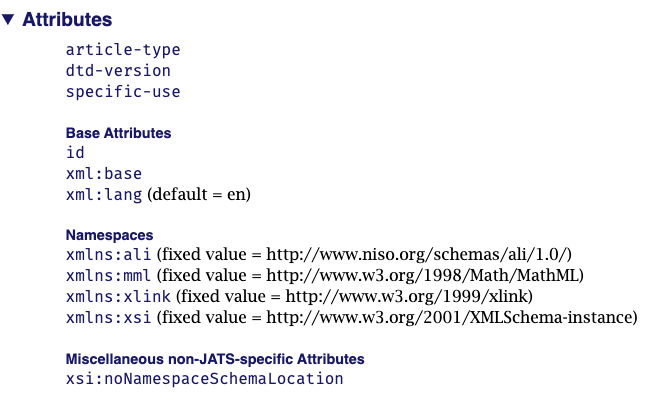 ▼ Attributes
article-type
dtd-version
specific-use
Base Attributes
id
xml:base
xml:lang (default = en)
Namespaces
xmlns:ali (fixed value = http://www.niso.org/schemas/ali/1.0/)
xmlns:mml (fixed value = http://www.w3.org/1998/Math/MathML)
xmlns:xlink (fixed value = http://www.w3.org/1999/xlink)
xmlns:xsi (fixed value = http://www.w3.org/2001/XMLSchema-instance)
Miscellaneous non-JATS-specific Attributes
xsi:noNamespaceSchemaLocation